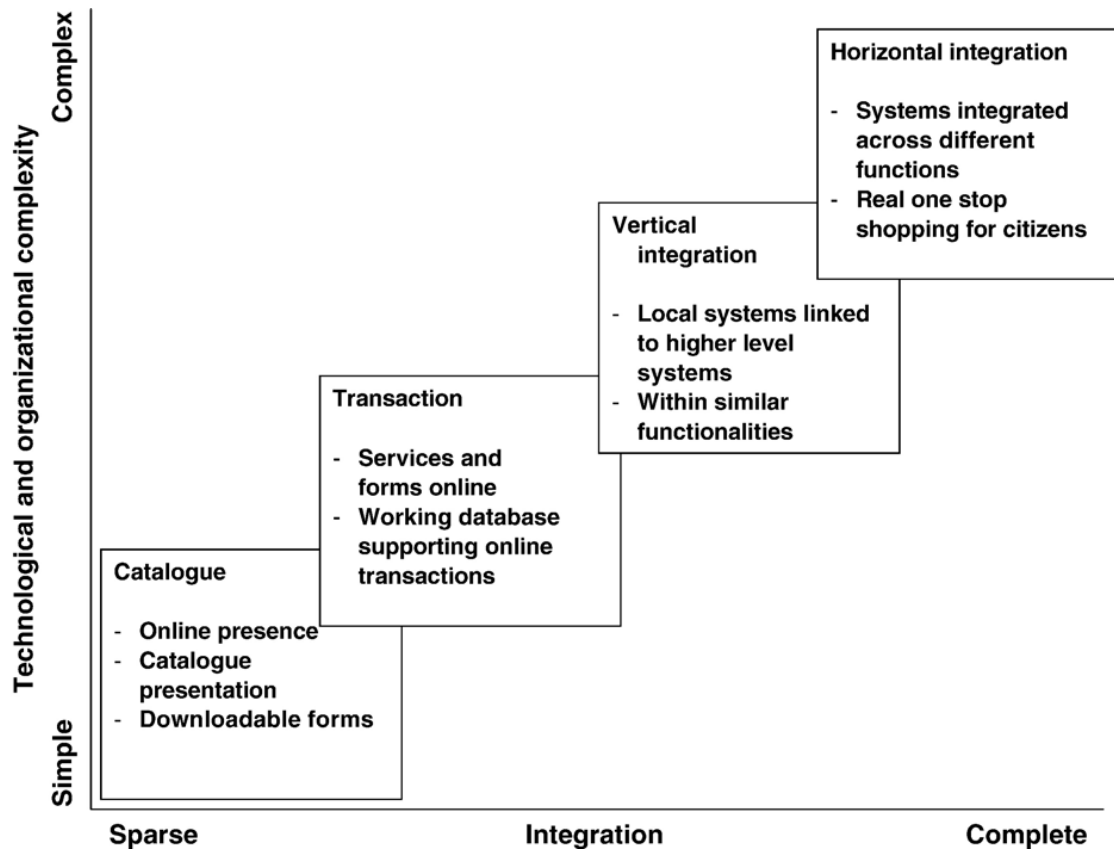 Technological and organizational complexity
Complex
Simple
Horizontal integration
- Systems integrated
across different
functions
- Real one stop
shopping for citizens
Vertical
integration
- Local systems linked
to higher level
systems
- Within similar
functionalities
Transaction
- Services and
forms online
- Working database
supporting online
transactions
Catalogue
- Online presence
- Catalogue
presentation
- Downloadable forms
Sparse
Integration
Complete